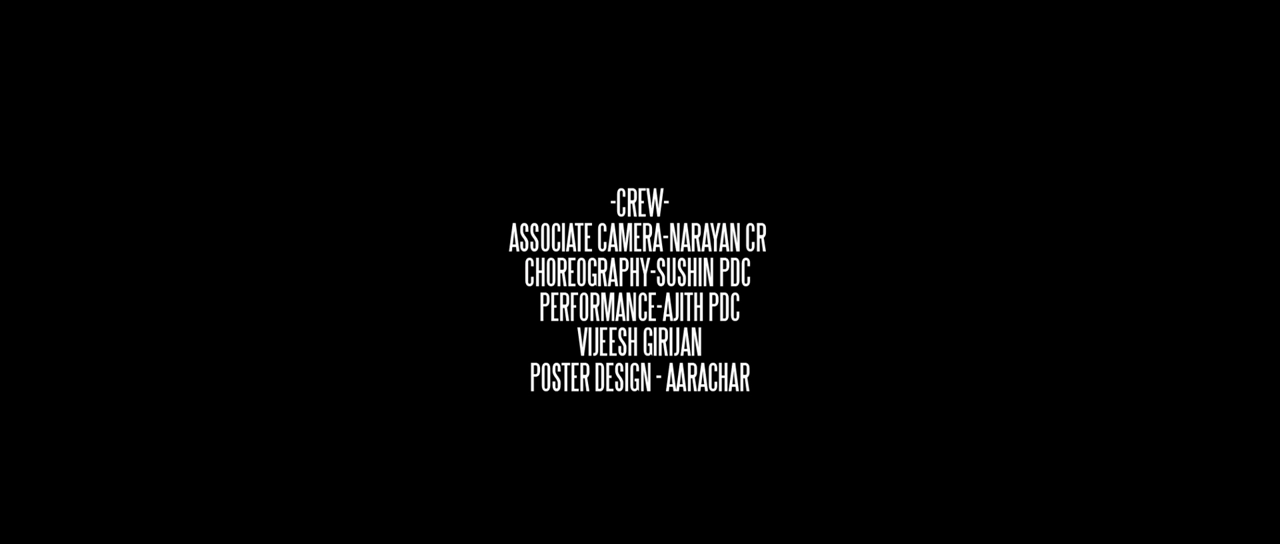 -CREW-
ASSOCIATE CAMERA-NARAYAN CR
CHOREOGRAPHY-SUSHIN PDC
PERFORMANCE-AJITH PDC
VIJEESH GIRIJAN
POSTER DESIGN - AARACHAR